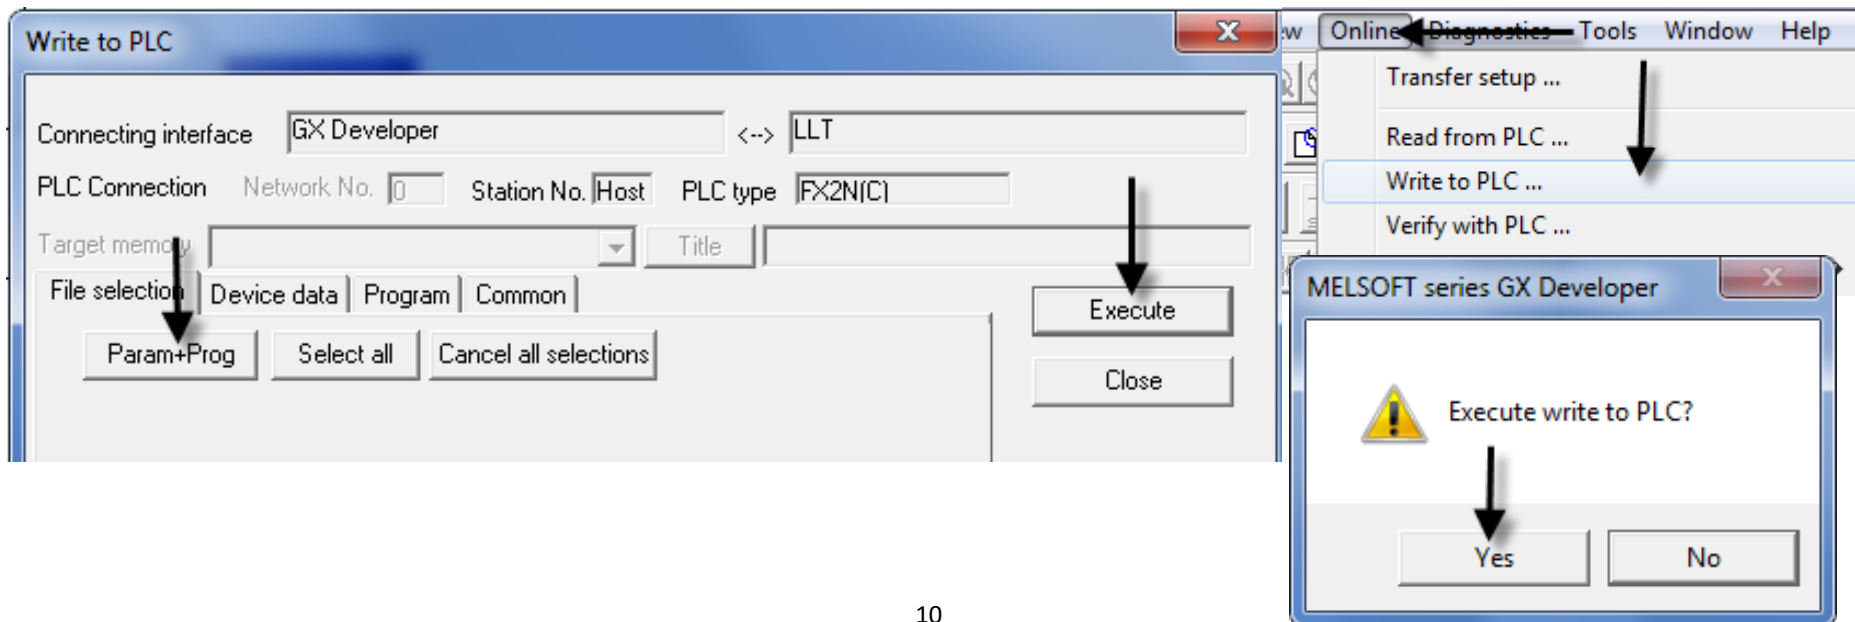 Write to PLC
Connecting interface GX Developer <--> LLT
PLC Connection Network No. 0 Station No. Host PLC type FX2N(C)
Target memory Title
File selection Device data Program Common
Param+Prog Select all Cancel all selections
Execute
Close
ew Online Diagnostics Tools Window Help
Transfer setup ...
Read from PLC ...
Write to PLC ...
Verify with PLC ...
MELSOFT series GX Developer
Execute write to PLC?
Yes No
10